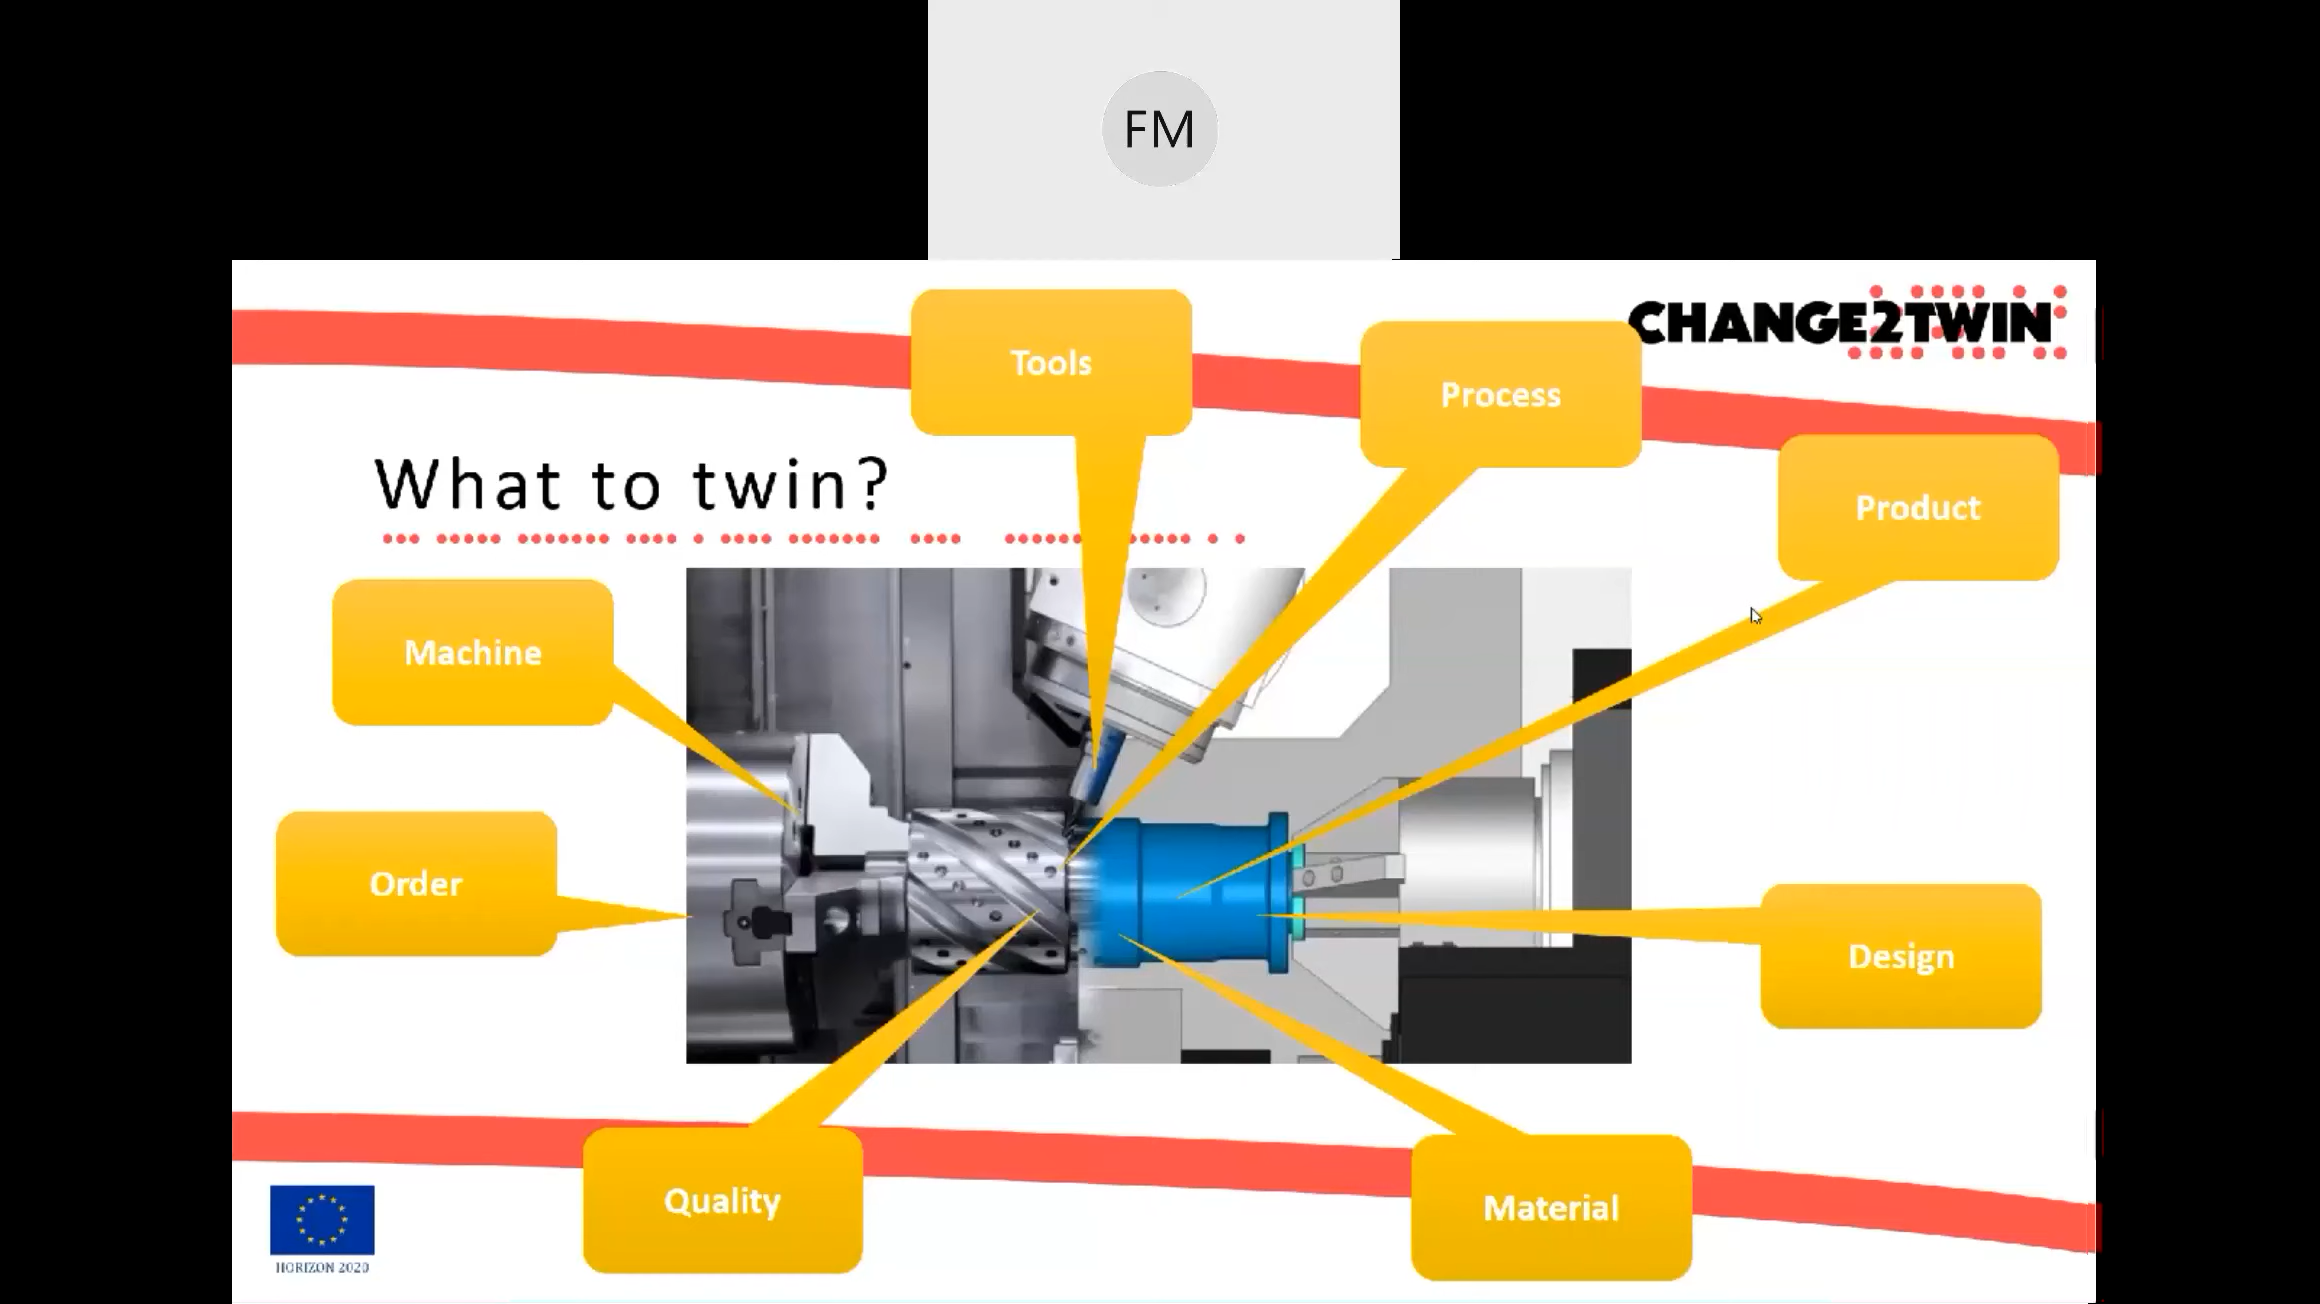 FM
CHANGE2TWIN
Tools
Process
Product
What to twin?
Machine
Order
Design
Quality
Material
HORIZON 2020